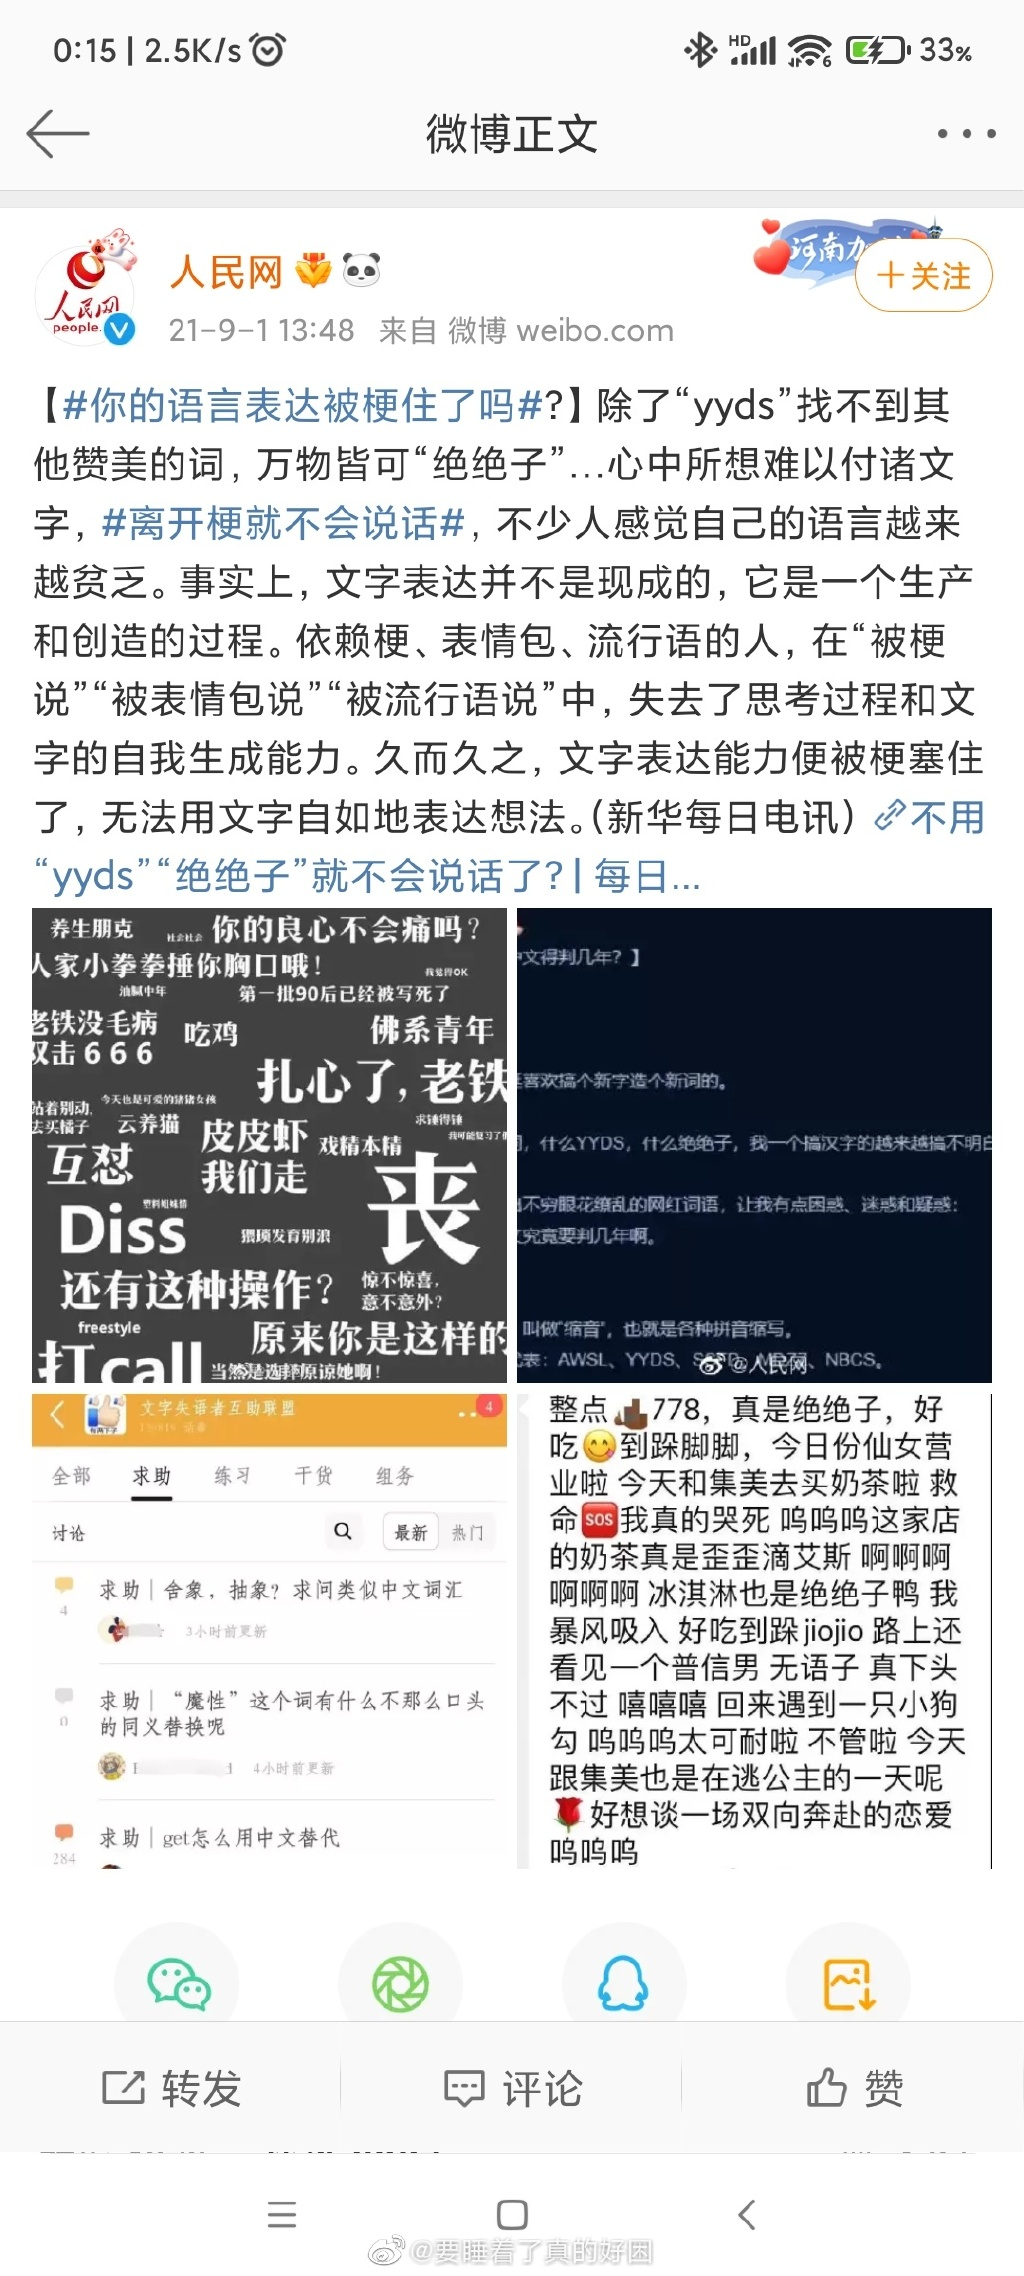 0:15 | 2.5K/s
HD
6
33%
微博正文
人民网
河南加
+关注
人民网
people.
21-9-1 13:48 来自 微博 weibo.com
【#你的语言表达被梗住了吗#?】除了“yyds”找不到其
他赞美的词，万物皆可“绝绝子”…心中所想难以付诸文
字，#离开梗就不会说话#，不少人感觉自己的语言越来
越贫乏。事实上，文字表达并不是现成的，它是一个生产
和创造的过程。依赖梗、表情包、流行语的人，在“被梗
说”“被表情包说”“被流行语说”中，失去了思考过程和文
字的自我生成能力。久而久之，文字表达能力便被梗塞住
了，无法用文字自如地表达想法。（新华每日电讯）不用
“yyds”“绝绝子”就不会说话了？| 每日...
养生朋克
社会社会
你的良心不会痛吗？
人家小拳拳捶你胸口哦！
我觉得OK
油腻中年
第一批90后已经被写死了
老铁没毛病
双击666
吃鸡
佛系青年
扎心了，老铁
站着别动，
去买橘子
今天也是可爱的猪猪女孩
云养猫
皮皮虾
我们走
求锤得锤
戏精本精
互怼
丧
塑料姐妹情
Diss
猥琐发育别浪
还有这种操作？
惊不惊喜，
意不意外？
freestyle
原来你是这样的
打call
当然是选择原谅她啊！
中文得判几年？】
喜欢搞个新字造个新词的。
，什么YYDS，什么绝绝子，我一个搞汉字的越来越搞不明白
出不穷眼花缭乱的网红词语，让我有点困惑、迷惑和疑惑：
文究竟要判几年啊。
叫做“缩音”，也就是各种拼音缩写。
表：AWSL、YYDS、、NBCS。
@人民网
文字失语者互助联盟
4
全部 求助 练习 干货 组务
讨论
最新 热门
求助｜舍象，抽象？求问类似中文词汇
4
3小时前更新
求助｜“魔性”这个词有什么不那么口头
0
的同义替换呢
4小时前更新
求助｜get怎么用中文替代
284
整点💩778，真是绝绝子，好
吃😋到跺脚脚，今日份仙女营
业啦 今天和集美去买奶茶啦 救
命🆘我真的哭死 呜呜呜这家店
的奶茶真是歪歪滴艾斯 啊啊啊
啊啊啊 冰淇淋也是绝绝子鸭 我
暴风吸入 好吃到跺jiojio 路上还
看见一个普信男 无语子 真下头
不过 嘻嘻嘻 回来遇到一只小狗
勾 呜呜呜太可耐啦 不管啦 今天
跟集美也是在逃公主的一天呢
🌹好想谈一场双向奔赴的恋爱
呜呜呜
转发
评论
赞
@要睡着了真的好困